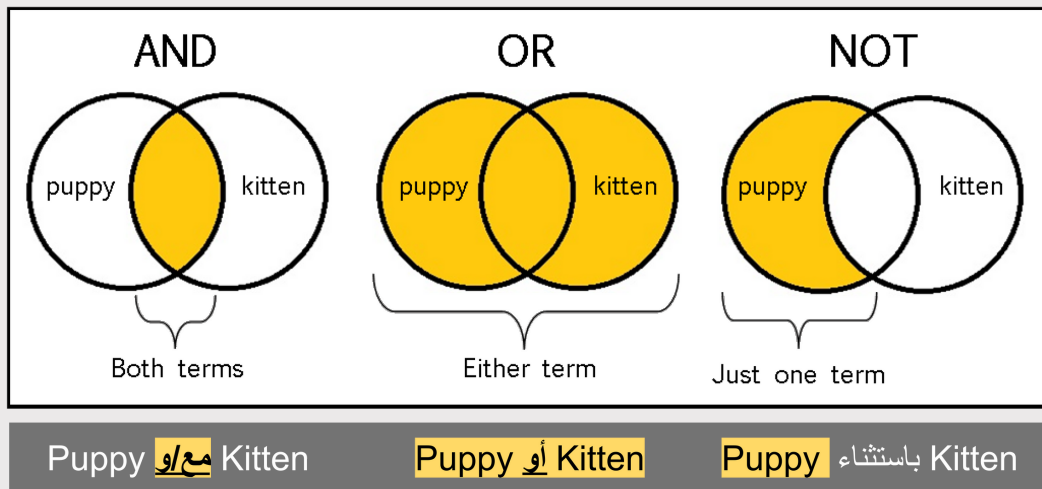 AND
OR
NOT
puppy
kitten
puppy
kitten
puppy
kitten
Both terms
Either term
Just one term
Puppy مع/و Kitten
Puppy أو Kitten
Puppy باستثناء Kitten